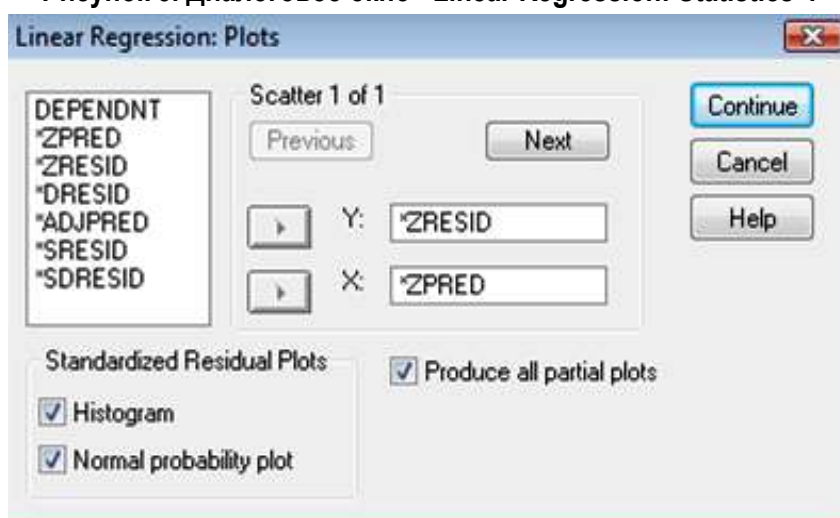 Linear Regression: Plots
DEPENDNT
*ZPRED
*ZRESID
*DRESID
*ADJPRED
*SRESID
*SDRESID
Scatter 1 of 1
Previous
Next
Y: *ZRESID
X: *ZPRED
Continue
Cancel
Help
Standardized Residual Plots
Histogram
Normal probability plot
Produce all partial plots